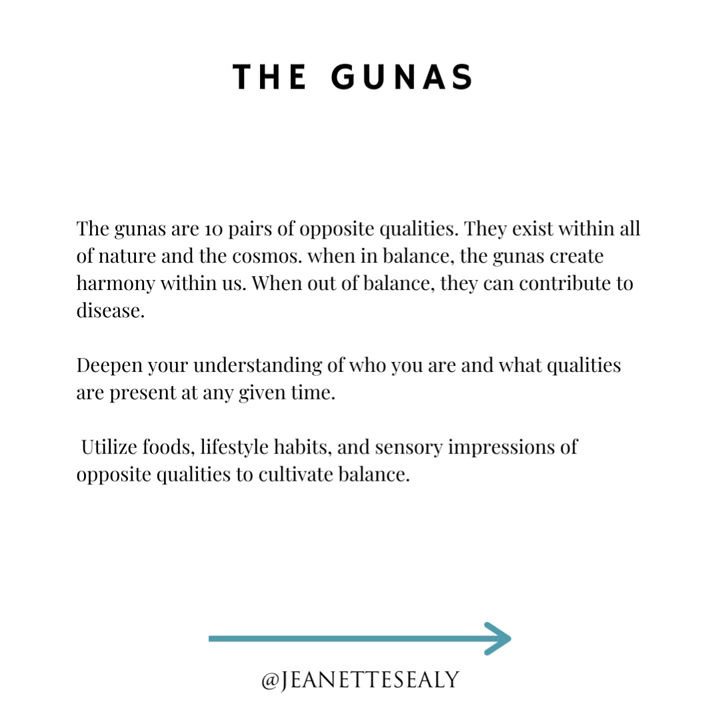 THE GUNAS
The gunas are 10 pairs of opposite qualities. They exist within all
of nature and the cosmos. when in balance, the gunas create
harmony within us. When out of balance, they can contribute to
disease.
Deepen your understanding of who you are and what qualities
are present at any given time.
Utilize foods, lifestyle habits, and sensory impressions of
opposite qualities to cultivate balance.
@JEANETTESEALY